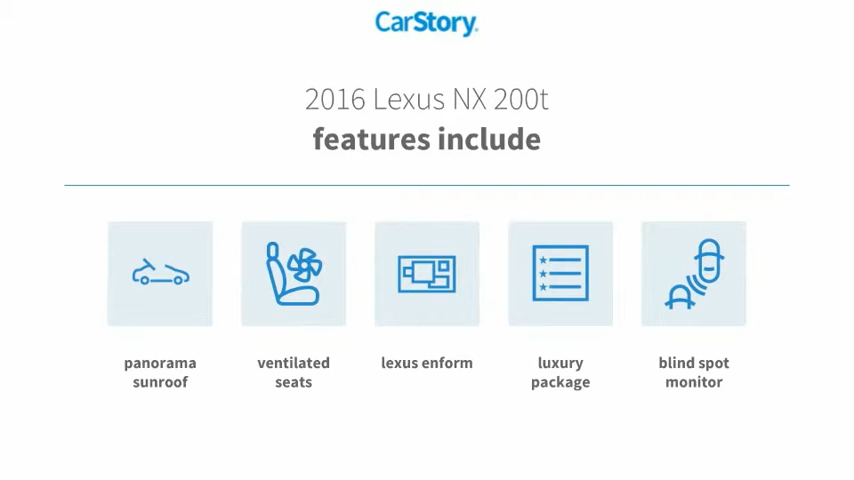 CarStory
2016 Lexus NX 200t
features include
panorama
sunroof
ventilated
seats
lexus enform
luxury
package
blind spot
monitor